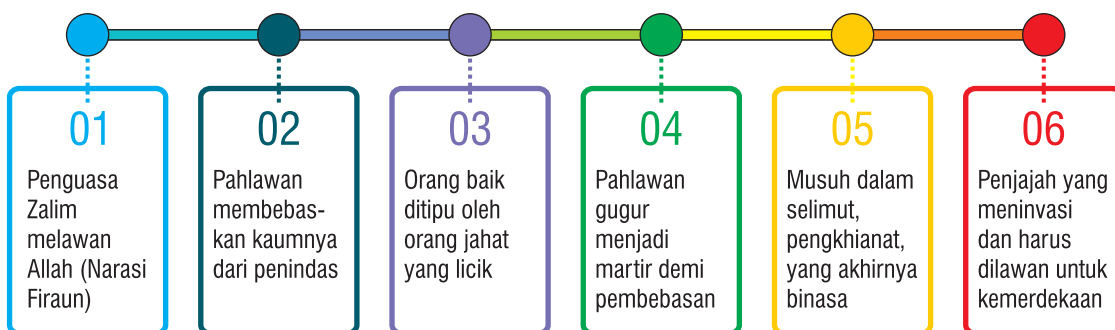 01
Penguasa
Zalim
melawan
Allah (Narasi
Firaun)
02
Pahlawan
membebas-
kan kaumnya
dari penindas
03
Orang baik
ditipu oleh
orang jahat
yang licik
04
Pahlawan
gugur
menjadi
martir demi
pembebasan
05
Musuh dalam
selimut,
pengkhianat,
yang akhirnya
binasa
06
Penjajah yang
meninvasi
dan harus
dilawan untuk
kemerdekaan